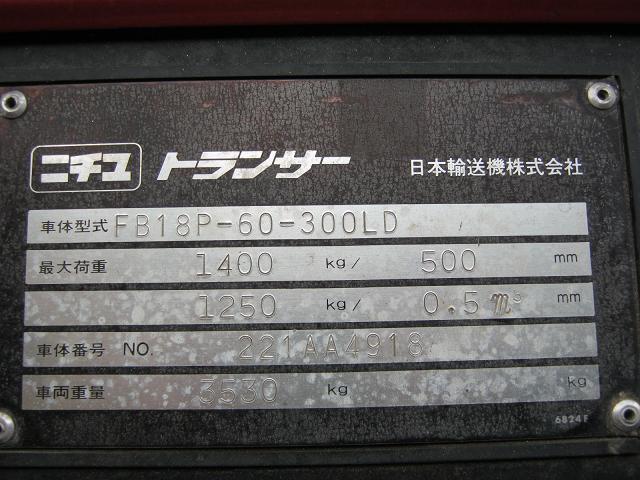 ニチユ トランサー 日本輸送機株式会社
車体型式 FB18P-60-300LD
最大荷重 1400 kg/ 500 mm
1250 kg/ 0.5m³ mm
車体番号 NO. 221AA4918
車両重量 3530 kg kg
6824F